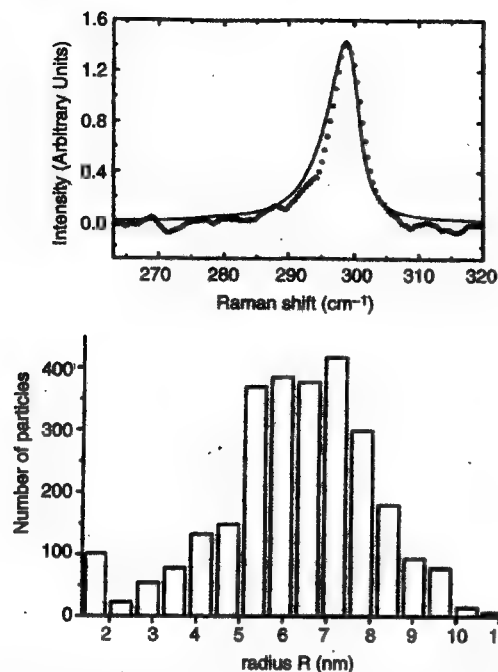 1.6
1.2
0.8
0.4
0.0
Intensity (Arbitrary Units)
270 280 290 300 310 320
Raman shift (cm⁻¹)
400
300
200
100
0
Number of particles
2 3 4 5 6 7 8 9 10 1
radius R (nm)